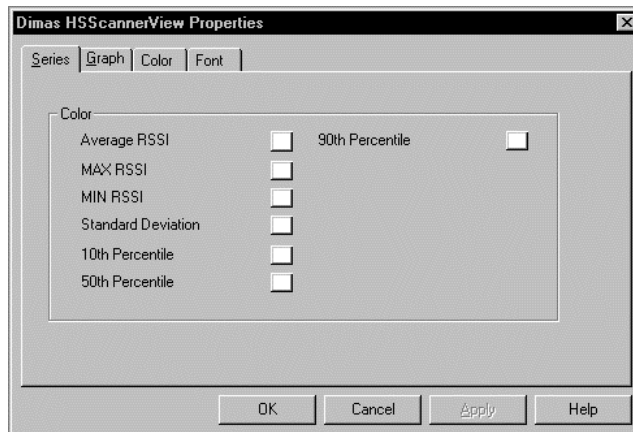 Dimas HSScannerView Properties
Series Graph Color Font
Color
Average RSSI 90th Percentile
MAX RSSI
MIN RSSI
Standard Deviation
10th Percentile
50th Percentile
OK Cancel Apply Help